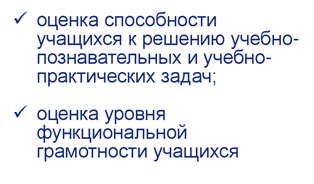 ✓ оценка способности
учащихся к решению учебно-
познавательных и учебно-
практических задач;
✓ оценка уровня
функциональной
грамотности учащихся